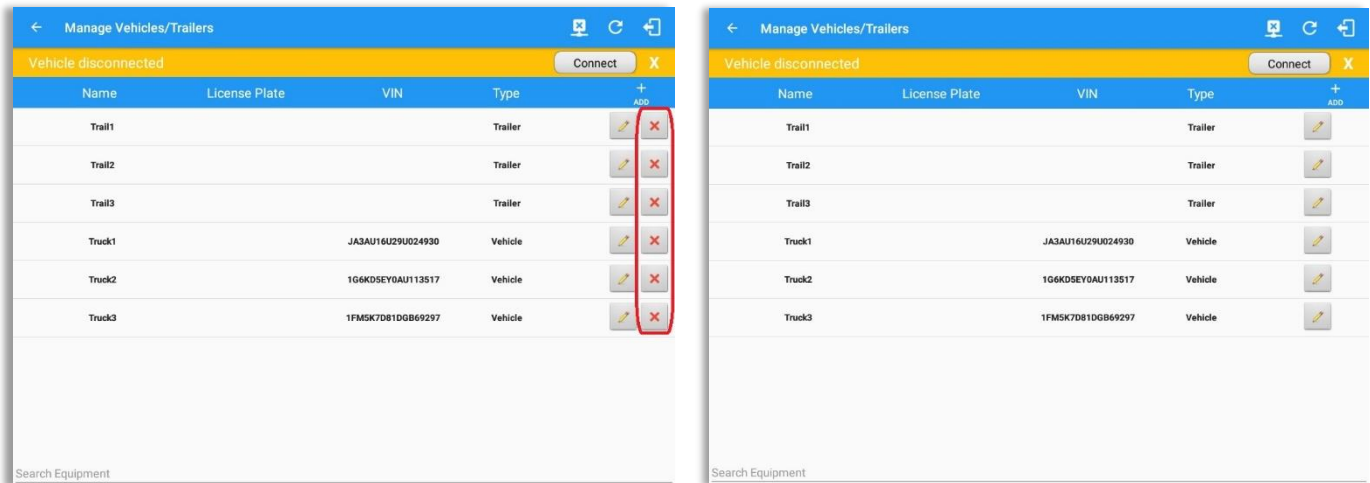 Manage Vehicles/Trailers
Vehicle disconnected Connect X
Name License Plate VIN Type + ADD
Trail1 Trailer
Trail2 Trailer
Trail3 Trailer
Truck1 JA3AU16U29U024930 Vehicle
Truck2 1G6KD5EY0AU113517 Vehicle
Truck3 1FM5K7D81DGB69297 Vehicle
Search Equipment
Manage Vehicles/Trailers
Vehicle disconnected Connect X
Name License Plate VIN Type + ADD
Trail1 Trailer
Trail2 Trailer
Trail3 Trailer
Truck1 JA3AU16U29U024930 Vehicle
Truck2 1G6KD5EY0AU113517 Vehicle
Truck3 1FM5K7D81DGB69297 Vehicle
Search Equipment